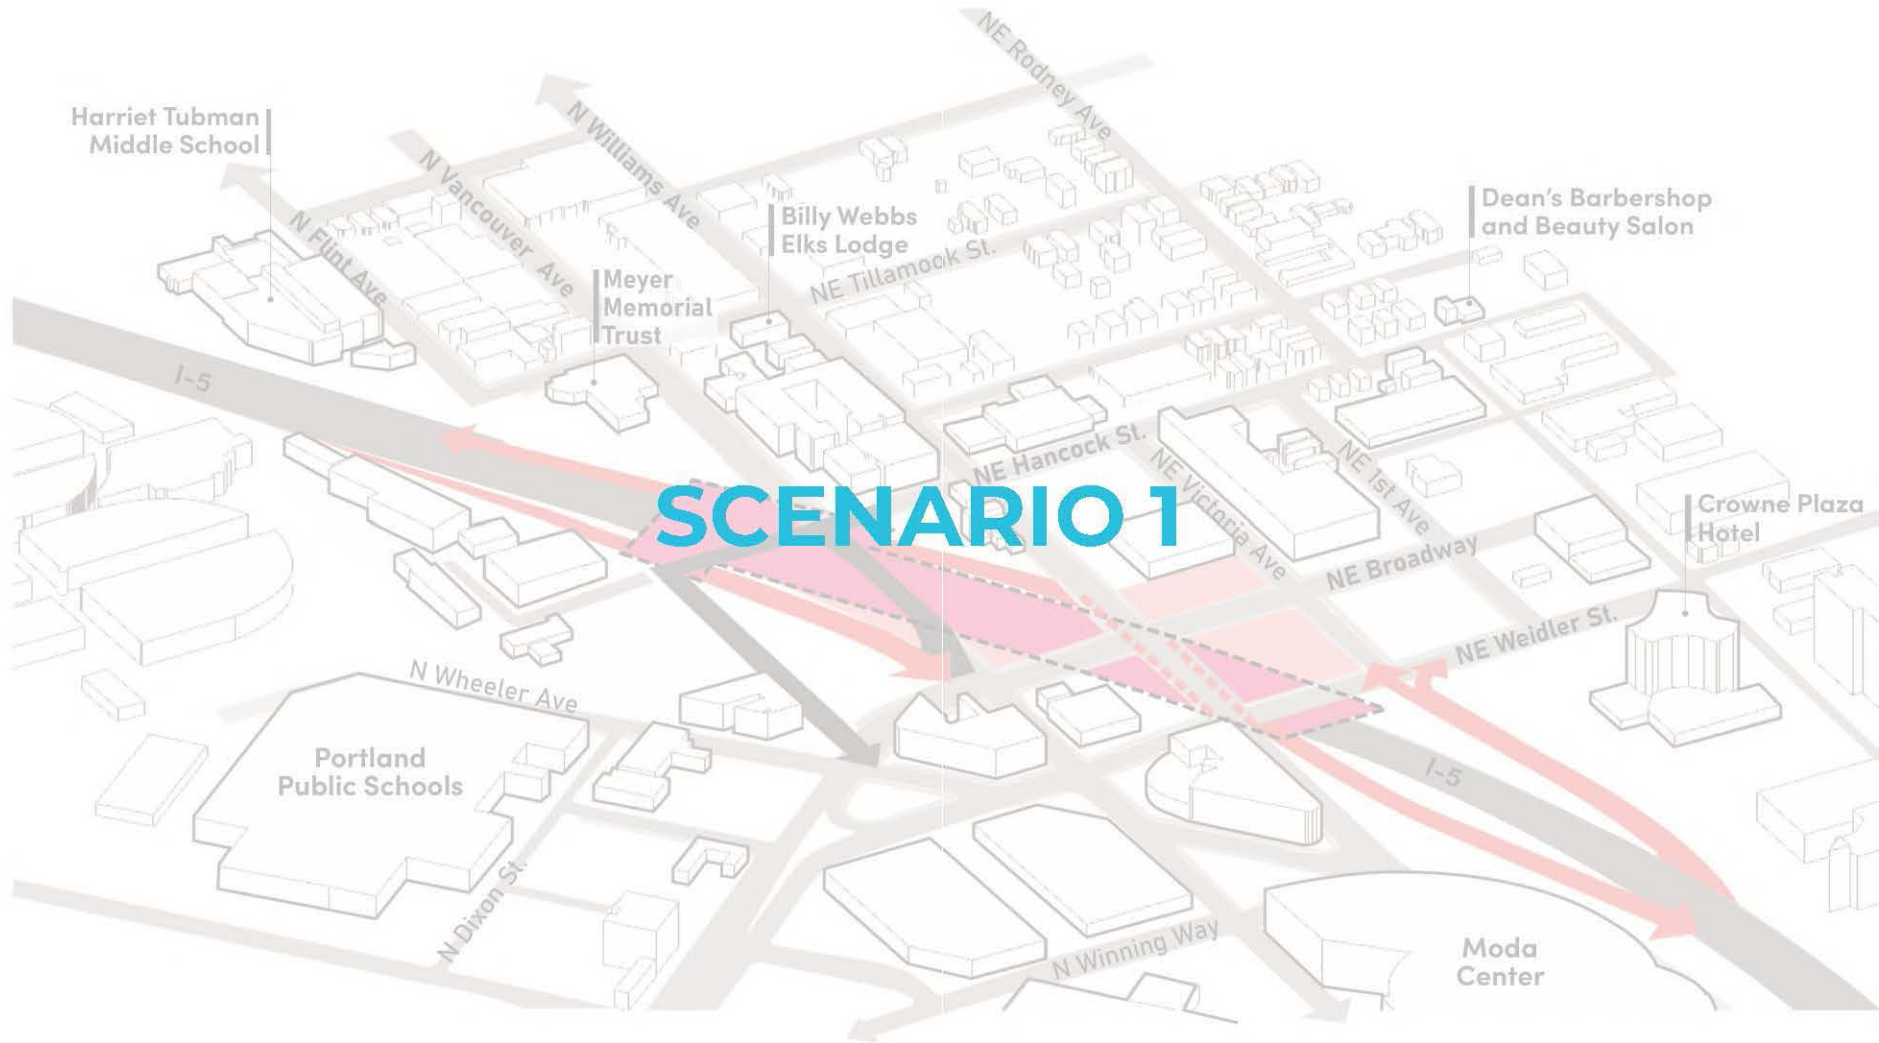 NE Rodney Ave
Harriet Tubman
Middle School
N Williams Ave
N Vancouver Ave
N Flint Ave
Billy Webbs
Elks Lodge
Dean's Barbershop
and Beauty Salon
Meyer
Memorial
Trust
NE Tillamook St.
I-5
NE Hancock St.
NE Victoria Ave
NE 1st Ave
SCENARIO 1
Crowne Plaza
Hotel
NE Broadway
NE Weidler St.
N Wheeler Ave
Portland
Public Schools
I-5
N Dixon St.
N Winning Way
Moda
Center